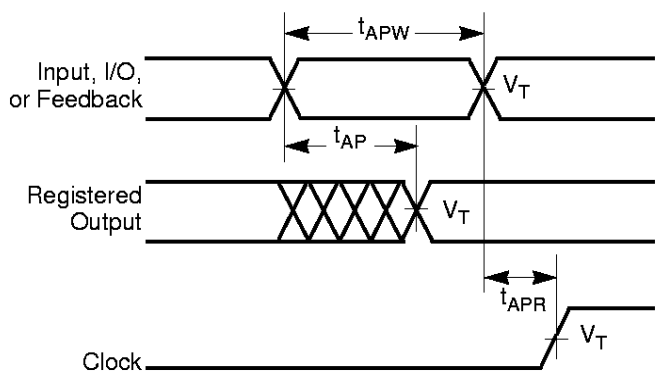 tAPW
Input, I/O,
or Feedback
VT
tAP
Registered
Output
VT
tAPR
VT
Clock